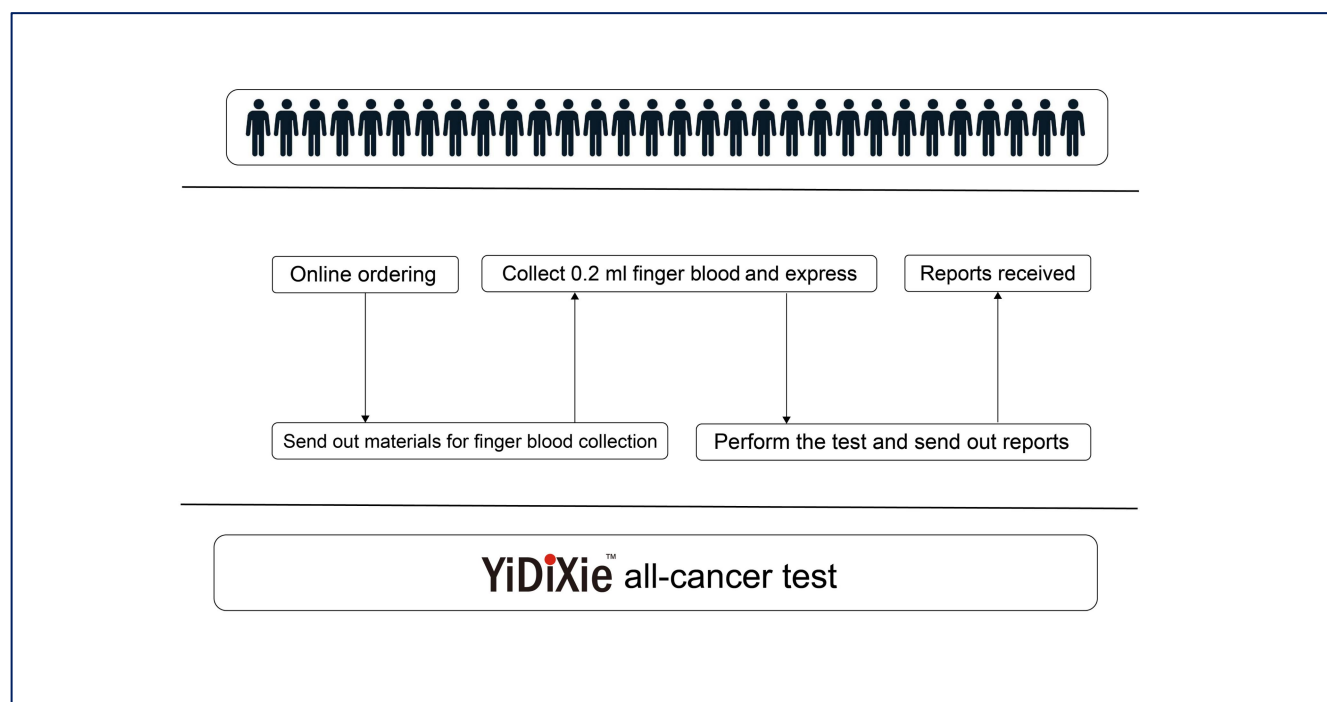 Online ordering
Collect 0.2 ml finger blood and express
Reports received
Send out materials for finger blood collection
Perform the test and send out reports
YiDiXie™ all-cancer test